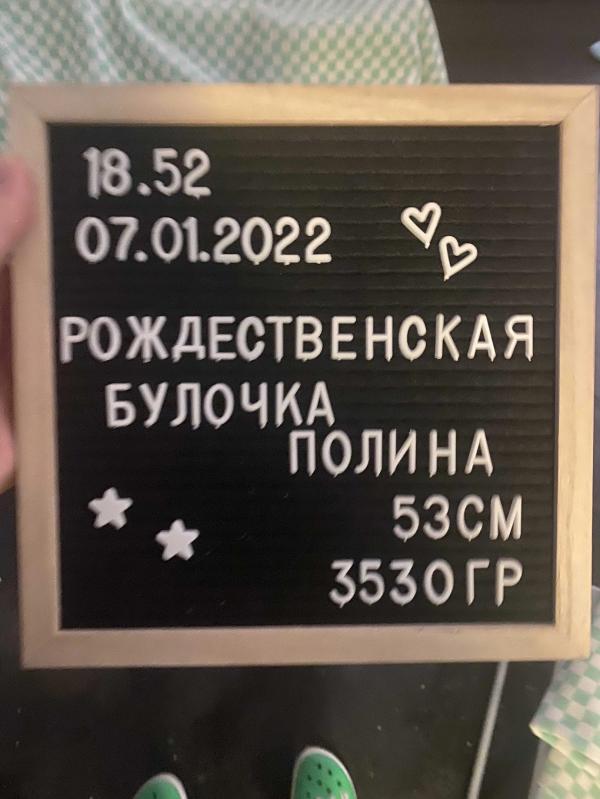 18.52
07.01.2022
РОЖДЕСТВЕНСКАЯ
БУЛОЧКА
ПОЛИНА
53СМ
3530ГР